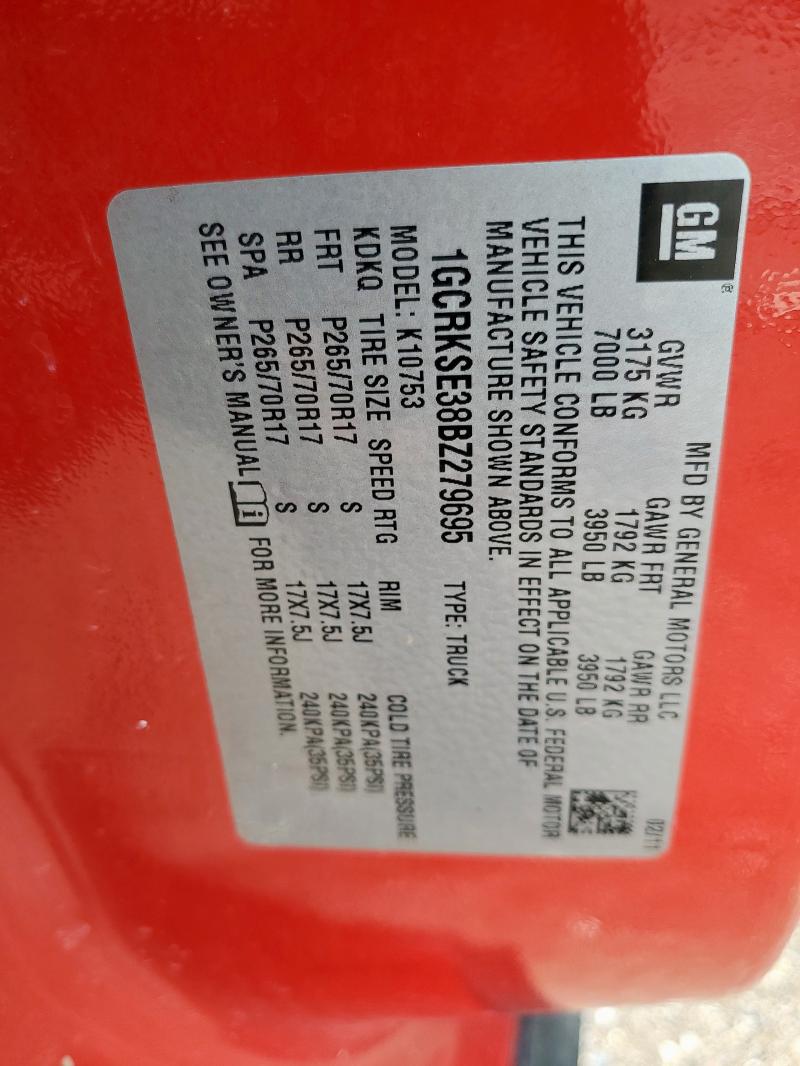 GM®
MFD BY GENERAL MOTORS LLC 02/11
GVWR GAWR FRT GAWR RR
3175 KG 1792 KG 1792 KG
7000 LB 3950 LB 3950 LB
THIS VEHICLE CONFORMS TO ALL APPLICABLE U.S. FEDERAL MOTOR
VEHICLE SAFETY STANDARDS IN EFFECT ON THE DATE OF
MANUFACTURE SHOWN ABOVE.
1GCRKSE38BZ279695 TYPE: TRUCK
MODEL: K10753
KDKQ TIRE SIZE SPEED RTG RIM COLD TIRE PRESSURE
FRT P265/70R17 S 17X7.5J 240KPA(35PSI)
RR P265/70R17 S 17X7.5J 240KPA(35PSI)
SPA P265/70R17 S 17X7.5J 240KPA(35PSI)
SEE OWNER'S MANUAL i FOR MORE INFORMATION.